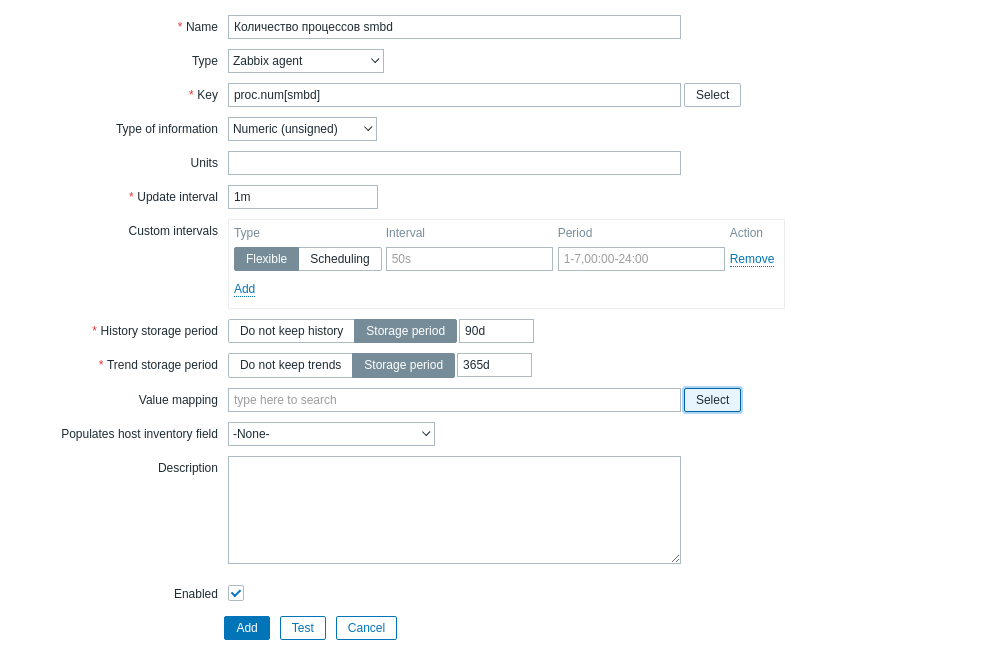 * Name Количество процессов smbd
Type Zabbix agent
* Key proc.num[smbd] Select
Type of information Numeric (unsigned)
Units
* Update interval 1m
Custom intervals Type Interval Period Action
Flexible Scheduling 50s 1-7,00:00-24:00 Remove
Add
* History storage period Do not keep history Storage period 90d
* Trend storage period Do not keep trends Storage period 365d
Value mapping type here to search Select
Populates host inventory field -None-
Description
Enabled
Add Test Cancel